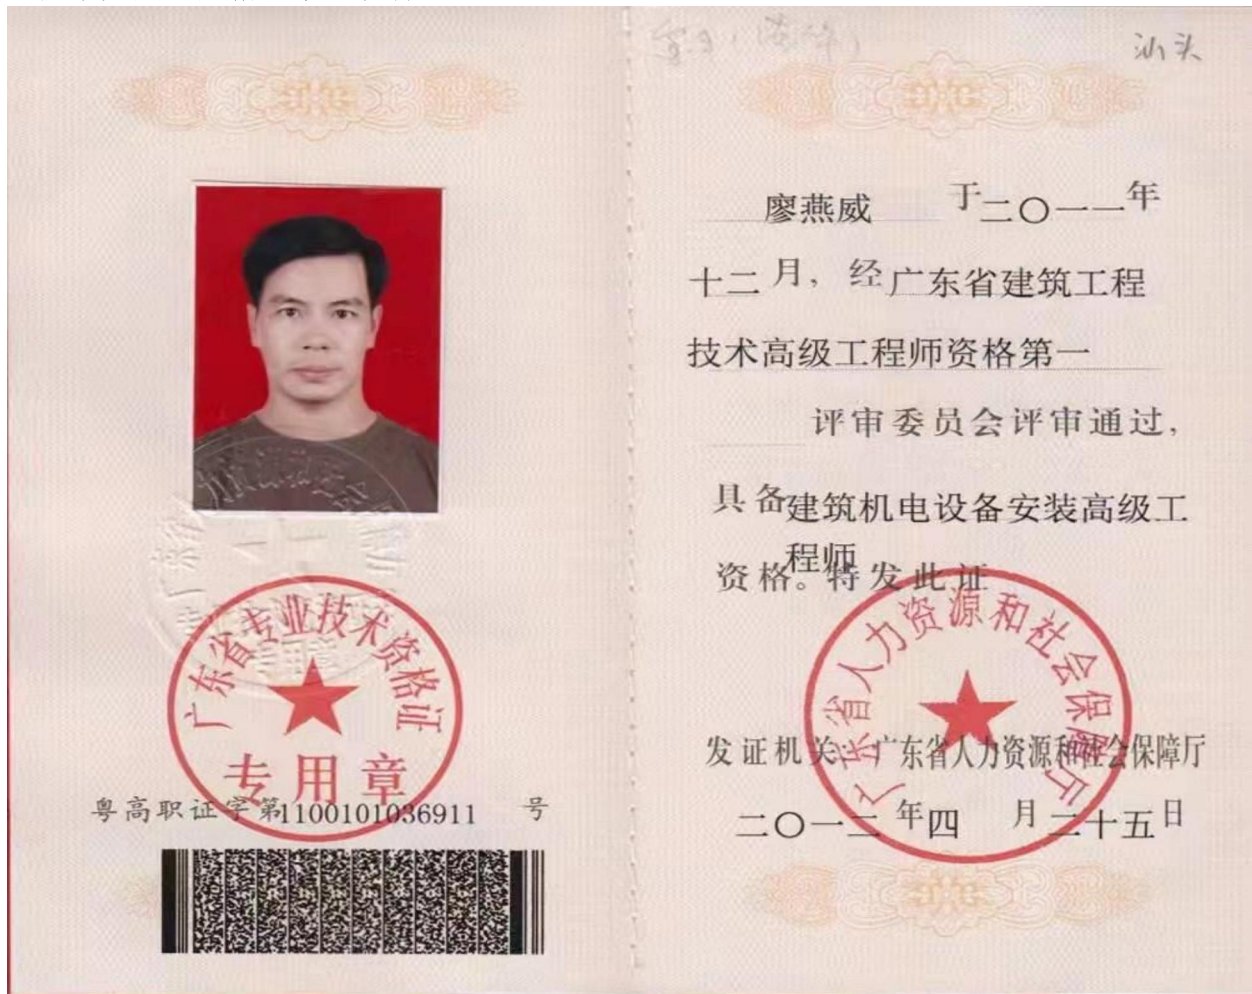 广东省专业技术资格证
专用章
粤高职证字第1100101036911号
汕头
廖燕威 于二〇一一年
十二月，经广东省建筑工程
技术高级工程师资格第一
评审委员会评审通过，
具备建筑机电设备安装高级工
程师
资格。特发此证
广东省人力资源和社会保障厅
发证机关：广东省人力资源和社会保障厅
二〇一二年四月二十五日